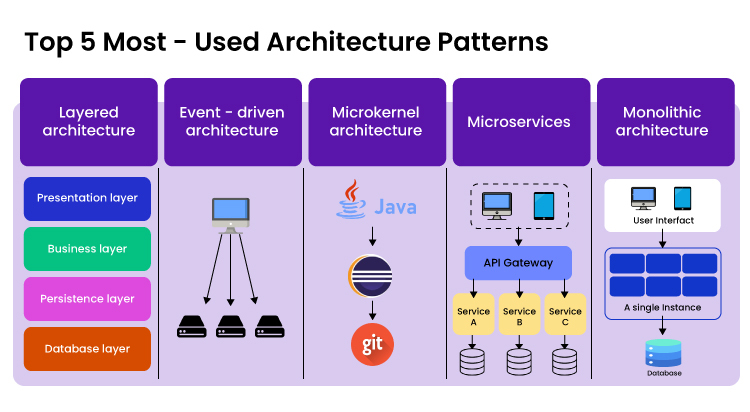 Top 5 Most - Used Architecture Patterns
Layered
architecture
Event - driven
architecture
Microkernel
architecture
Microservices
Monolithic
architecture
Presentation layer
Business layer
Persistence layer
Database layer
Java
git
API Gateway
Service
A
Service
B
Service
C
User Interfact
A single Instance
Database